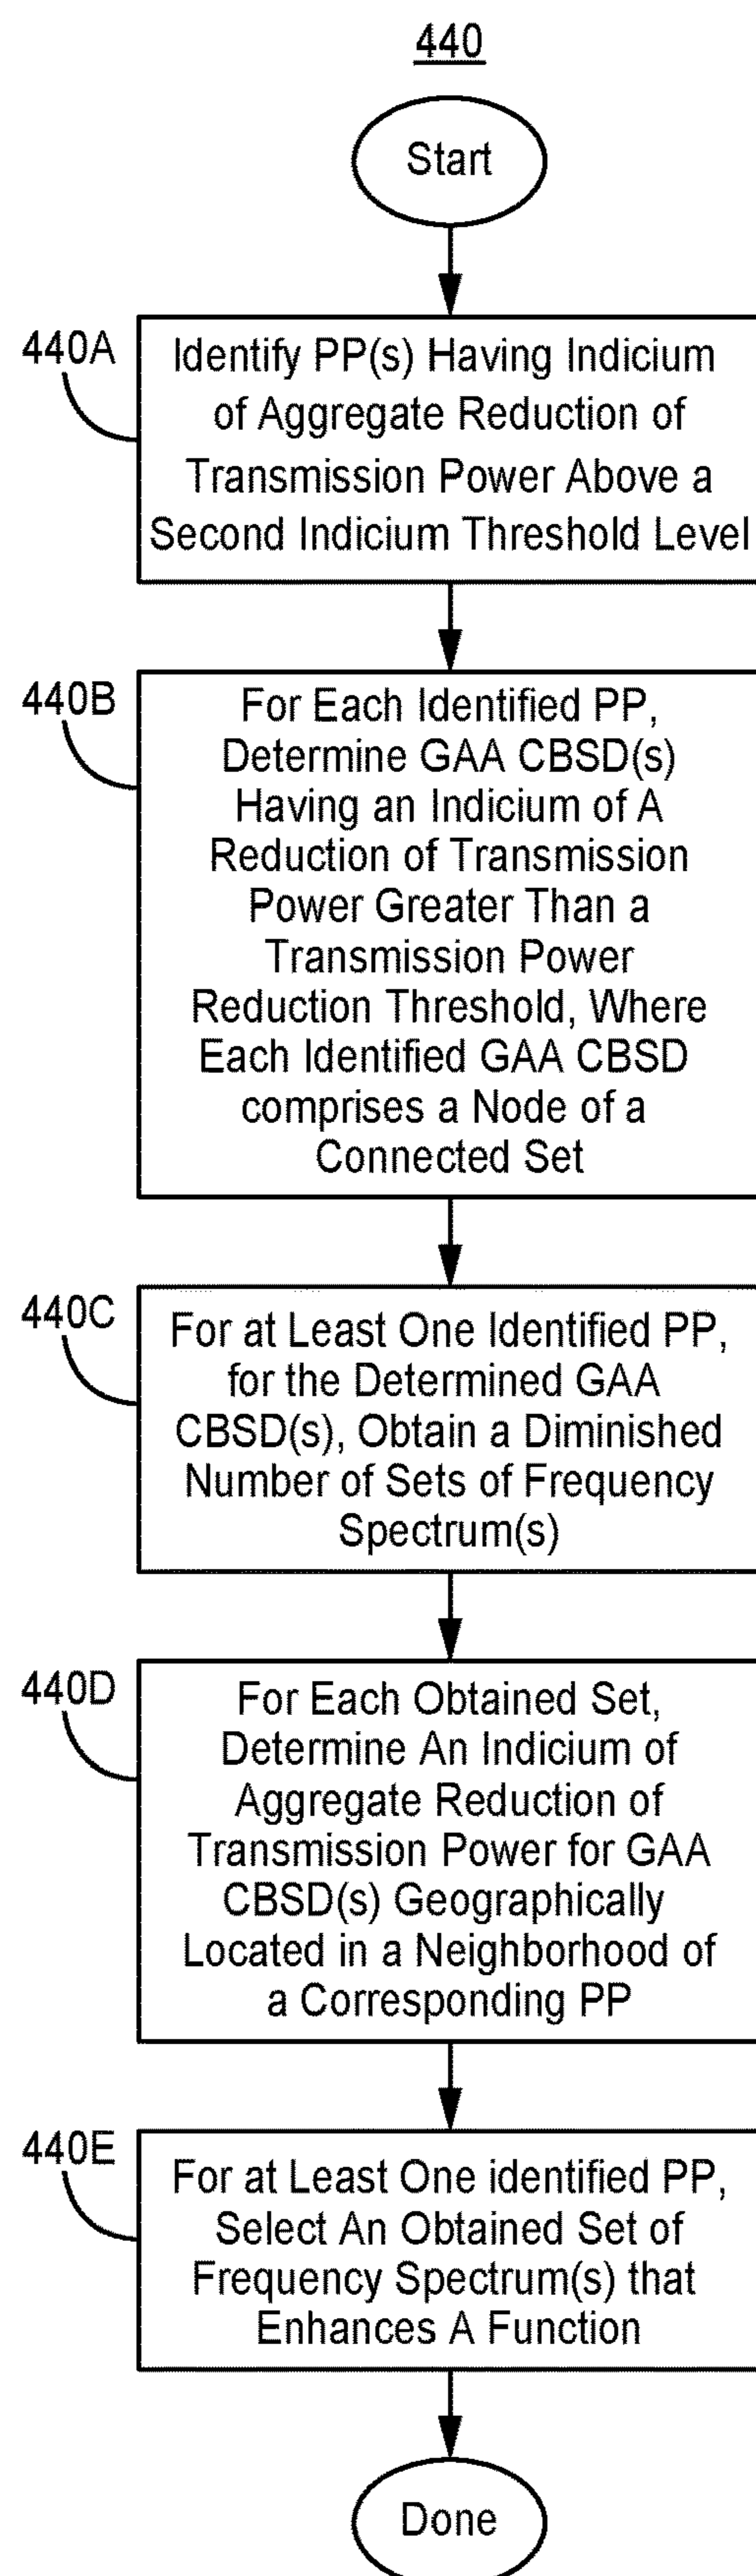 440
Start
440A
Identify PP(s) Having Indicium
of Aggregate Reduction of
Transmission Power Above a
Second Indicium Threshold Level
440B
For Each Identified PP,
Determine GAA CBSD(s)
Having an Indicium of A
Reduction of Transmission
Power Greater Than a
Transmission Power
Reduction Threshold, Where
Each Identified GAA CBSD
comprises a Node of a
Connected Set
440C
For at Least One Identified PP,
for the Determined GAA
CBSD(s), Obtain a Diminished
Number of Sets of Frequency
Spectrum(s)
440D
For Each Obtained Set,
Determine An Indicium of
Aggregate Reduction of
Transmission Power for GAA
CBSD(s) Geographically
Located in a Neighborhood of
a Corresponding PP
440E
For at Least One identified PP,
Select An Obtained Set of
Frequency Spectrum(s) that
Enhances A Function
Done